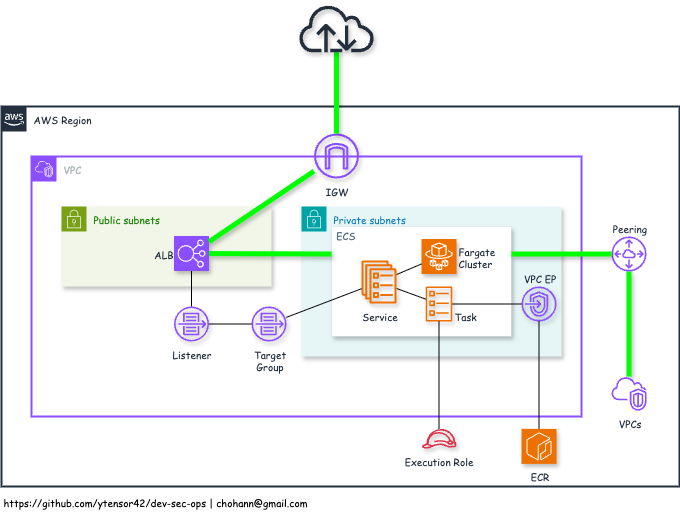 aws
AWS Region
VPC
IGW
Public subnets
Private subnets
ECS
Peering
ALB
Fargate
Cluster
VPC EP
Service
Task
Listener
Target
Group
VPCs
Execution Role
ECR
https://github.com/ytensor42/dev-sec-ops | chohann@gmail.com